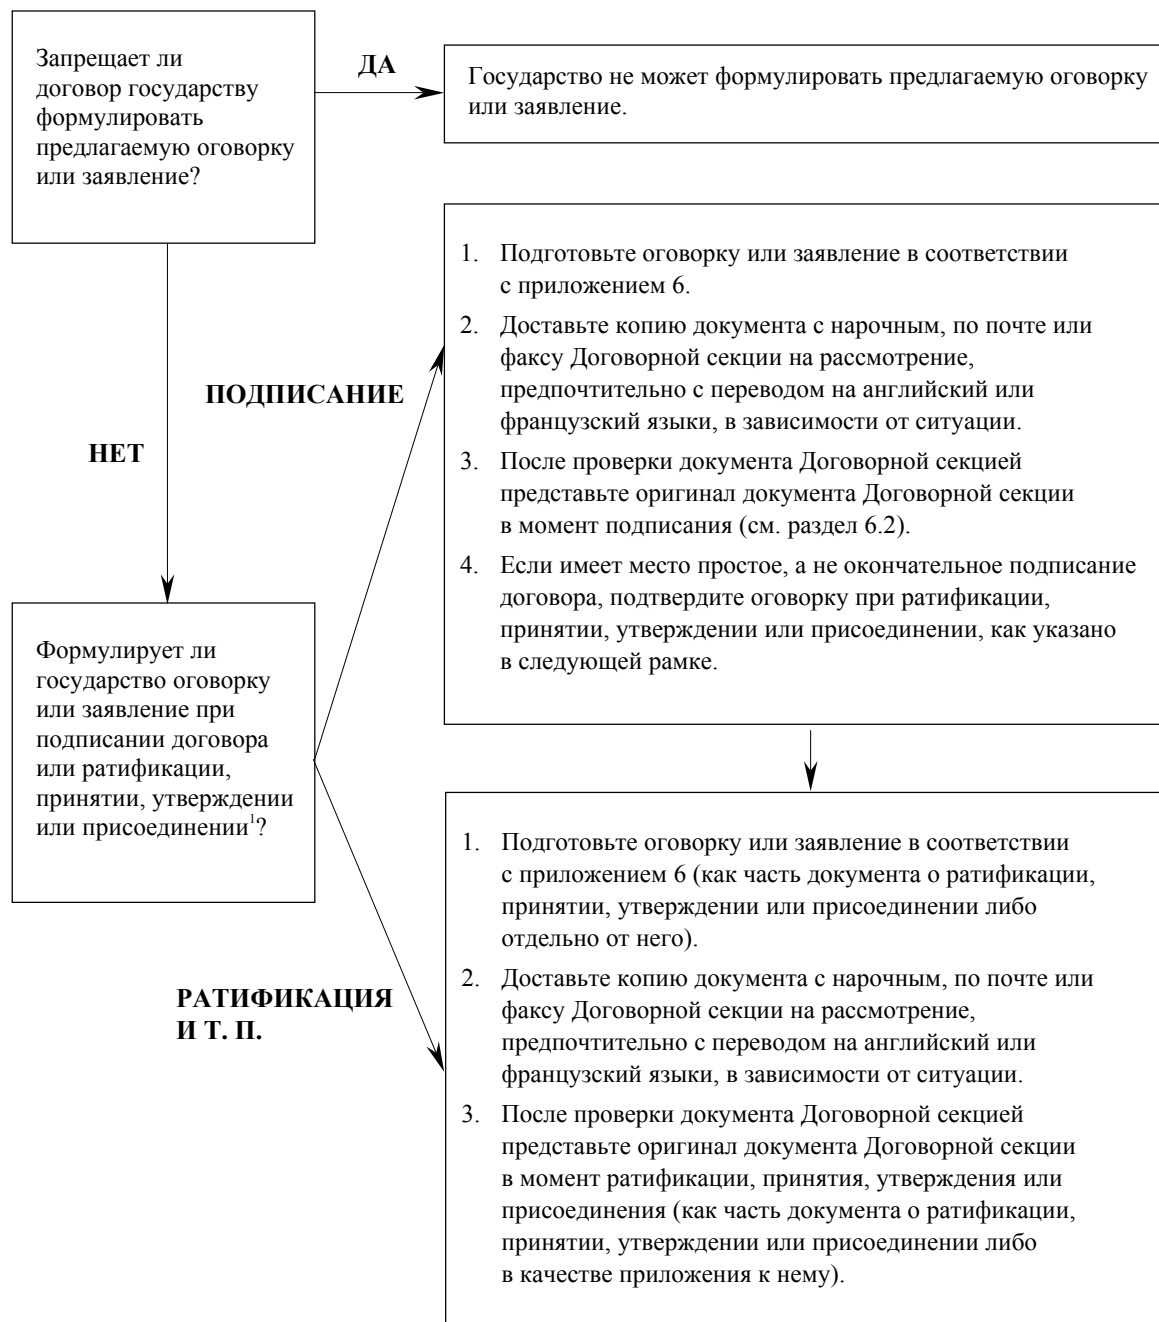 Запрещает ли
договор государству
формулировать
предлагаемую оговорку
или заявление?
ДА
Государство не может формулировать предлагаемую оговорку
или заявление.
НЕТ
Формулирует ли
государство оговорку
или заявление при
подписании договора
или ратификации,
принятии, утверждении
или присоединении¹?
ПОДПИСАНИЕ
1. Подготовьте оговорку или заявление в соответствии
с приложением 6.
2. Доставьте копию документа с нарочным, по почте или
факсу Договорной секции на рассмотрение,
предпочтительно с переводом на английский или
французский языки, в зависимости от ситуации.
3. После проверки документа Договорной секцией
представьте оригинал документа Договорной секции
в момент подписания (см. раздел 6.2).
4. Если имеет место простое, а не окончательное подписание
договора, подтвердите оговорку при ратификации,
принятии, утверждении или присоединении, как указано
в следующей рамке.
РАТИФИКАЦИЯ
И Т. П.
1. Подготовьте оговорку или заявление в соответствии
с приложением 6 (как часть документа о ратификации,
принятии, утверждении или присоединении либо
отдельно от него).
2. Доставьте копию документа с нарочным, по почте или
факсу Договорной секции на рассмотрение,
предпочтительно с переводом на английский или
французский языки, в зависимости от ситуации.
3. После проверки документа Договорной секцией
представьте оригинал документа Договорной секции
в момент ратификации, принятия, утверждения или
присоединения (как часть документа о ратификации,
принятии, утверждении или присоединении либо
в качестве приложения к нему).